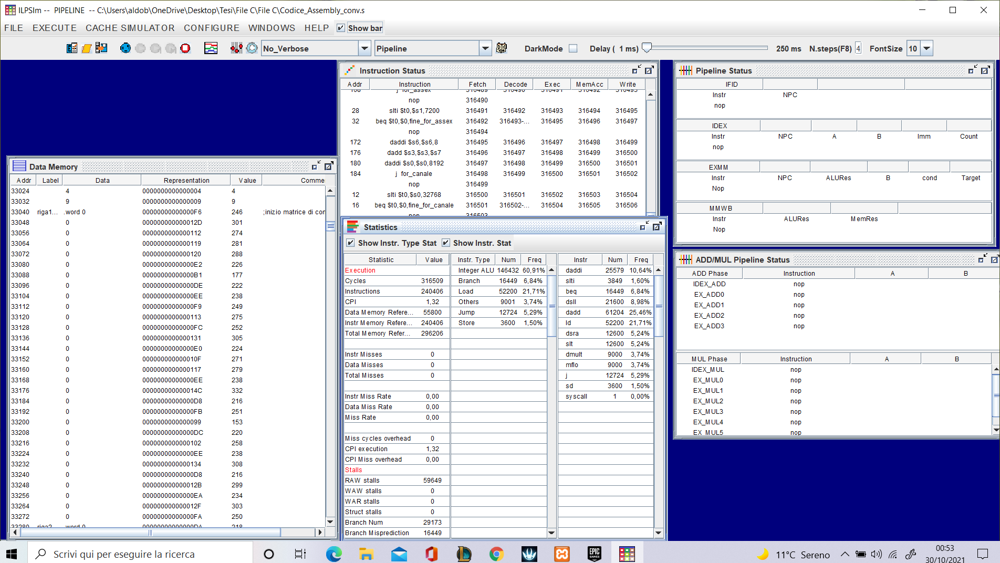 ILPSIm -- PIPELINE -- C:\Users\aldob\OneDrive\Desktop\Tesi\File C\File C\Codice_Assembly_conv.s
FILE EXECUTE CACHE SIMULATOR CONFIGURE WINDOWS HELP Show bar
No_Verbose Pipeline DarkMode Delay ( 1 ms) 250 ms N.steps(F8) 4 FontSize 10
Instruction Status
Addr Instruction Fetch Decode Exec MemAcc Write
168 j for_assex 316489 316490 316491 316492 316493
nop 316490
28 slti $t0,$s1,7200 316491 316492 316493 316494 316495
32 beq $t0,$0,fine_for_assex 316492 316493-... 316495 316496 316497
nop 316494
172 daddi $s6,$s6,8 316495 316496 316497 316498 316499
176 dadd $s3,$s3,$s7 316496 316497 316498 316499 316500
180 daddi $s0,$s0,8192 316497 316498 316499 316500 316501
184 j for_canale 316498 316499 316500 316501 316502
nop 316499
12 slti $t0,$s0,32768 316500 316501 316502 316503 316504
16 beq $t0,$0,fine_for_canale 316501 316502-... 316504 316505 316506
nop 316503
Pipeline Status
IFID
Instr NPC
nop
IDEX
Instr NPC A B Imm Count
nop
EXMM
Instr NPC ALURes B cond Target
Nop
MMWB
Instr ALURes MemRes
Nop
Data Memory
Addr Label Data Representation Value Comme
33024 4 0000000000000004 4
33032 9 0000000000000009 9
33040 riga1... .word 0 00000000000000F6 246 ;inizio matrice di con
33048 0 000000000000012D 301
33056 0 0000000000000112 274
33064 0 0000000000000119 281
33072 0 0000000000000120 288
33080 0 00000000000000E2 226
33088 0 00000000000000B1 177
33096 0 00000000000000DE 222
33104 0 00000000000000EE 238
33112 0 00000000000000F9 249
33120 0 0000000000000113 275
33128 0 00000000000000FC 252
33136 0 0000000000000131 305
33144 0 00000000000000E0 224
33152 0 000000000000010F 271
33160 0 0000000000000117 279
33168 0 00000000000000EE 238
33176 0 000000000000014C 332
33184 0 00000000000000D8 216
33192 0 00000000000000FB 251
33200 0 0000000000000099 153
33208 0 00000000000000DC 220
33216 0 0000000000000102 258
33224 0 00000000000000EE 238
33232 0 0000000000000134 308
33240 0 00000000000000D8 216
33248 0 000000000000012B 299
33256 0 00000000000000EA 234
33264 0 000000000000012F 303
33272 0 00000000000000FA 250
33280 riga2 .word 0 00000000000000DA 218
Statistics
Show Instr. Type Stat Show Instr. Stat
Statistic Value
Execution
Cycles 316509
Instructions 240406
CPI 1,32
Data Memory Refere... 55800
Instr Memory Refere... 240406
Total Memory Refer... 296206
Instr Misses 0
Data Misses 0
Total Misses 0
Instr Miss Rate 0,00
Data Miss Rate 0,00
Miss Rate 0,00
Miss cycles overhead 0
CPI execution 1,32
CPI Miss overhead 0,00
Stalls
RAW stalls 59649
WAW stalls 0
WAR stalls 0
Struct stalls 0
Branch Num 29173
Branch Misprediction 16449
Instr. Type Num Freq
Integer ALU 146432 60,91%
Branch 16449 6,84%
Load 52200 21,71%
Others 9001 3,74%
Jump 12724 5,29%
Store 3600 1,50%
Instr Num Freq
daddi 25579 10,64%
slti 3849 1,60%
beq 16449 6,84%
dsll 21600 8,98%
dadd 61204 25,46%
ld 52200 21,71%
dsra 12600 5,24%
slt 12600 5,24%
dmult 9000 3,74%
mflo 9000 3,74%
j 12724 5,29%
sd 3600 1,50%
syscall 1 0,00%
ADD/MUL Pipeline Status
ADD Phase Instruction A B
IDEX_ADD nop
EX_ADD0 nop
EX_ADD1 nop
EX_ADD2 nop
EX_ADD3 nop
MUL Phase Instruction A B
IDEX_MUL nop
EX_MUL0 nop
EX_MUL1 nop
EX_MUL2 nop
EX_MUL3 nop
EX_MUL4 nop
EX_MUL5 nop
Scrivi qui per eseguire la ricerca
EPIC GAMES
11°C Sereno
00:53
30/10/2021